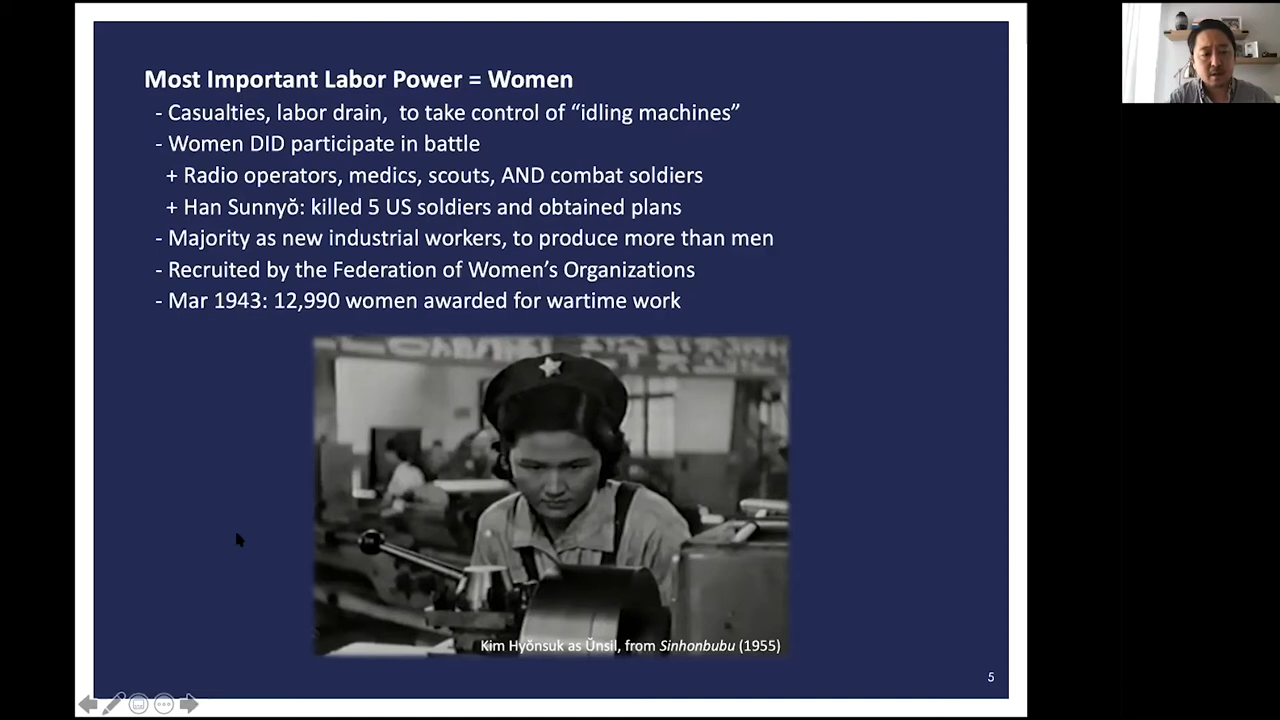 Most Important Labor Power = Women
- Casualties, labor drain,  to take control of “idling machines”
- Women DID participate in battle
+ Radio operators, medics, scouts, AND combat soldiers
+ Han Sunnyŏ: killed 5 US soldiers and obtained plans
- Majority as new industrial workers, to produce more than men
- Recruited by the Federation of Women’s Organizations
- Mar 1943: 12,990 women awarded for wartime work
Kim Hyŏnsuk as Ŭnsil, from Sinhonbubu (1955)
5